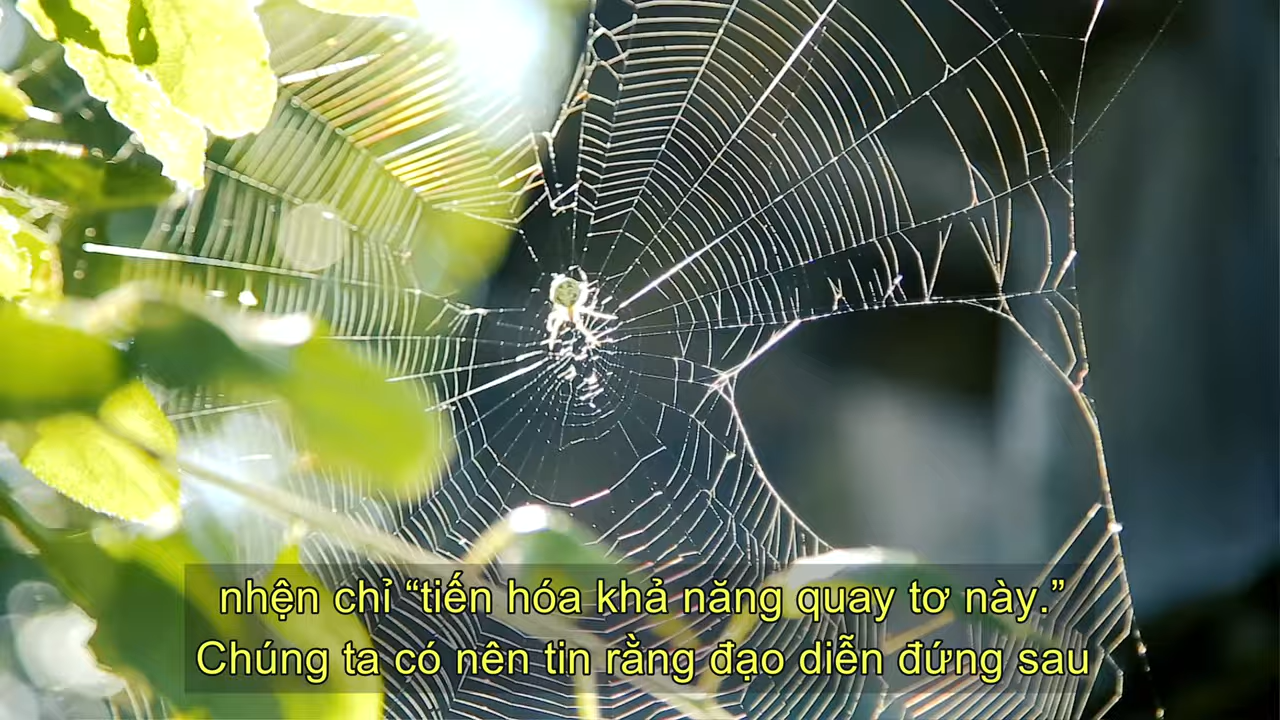 nhện chỉ “tiến hóa khả năng quay tơ này.”
Chúng ta có nên tin rằng đạo diễn đứng sau